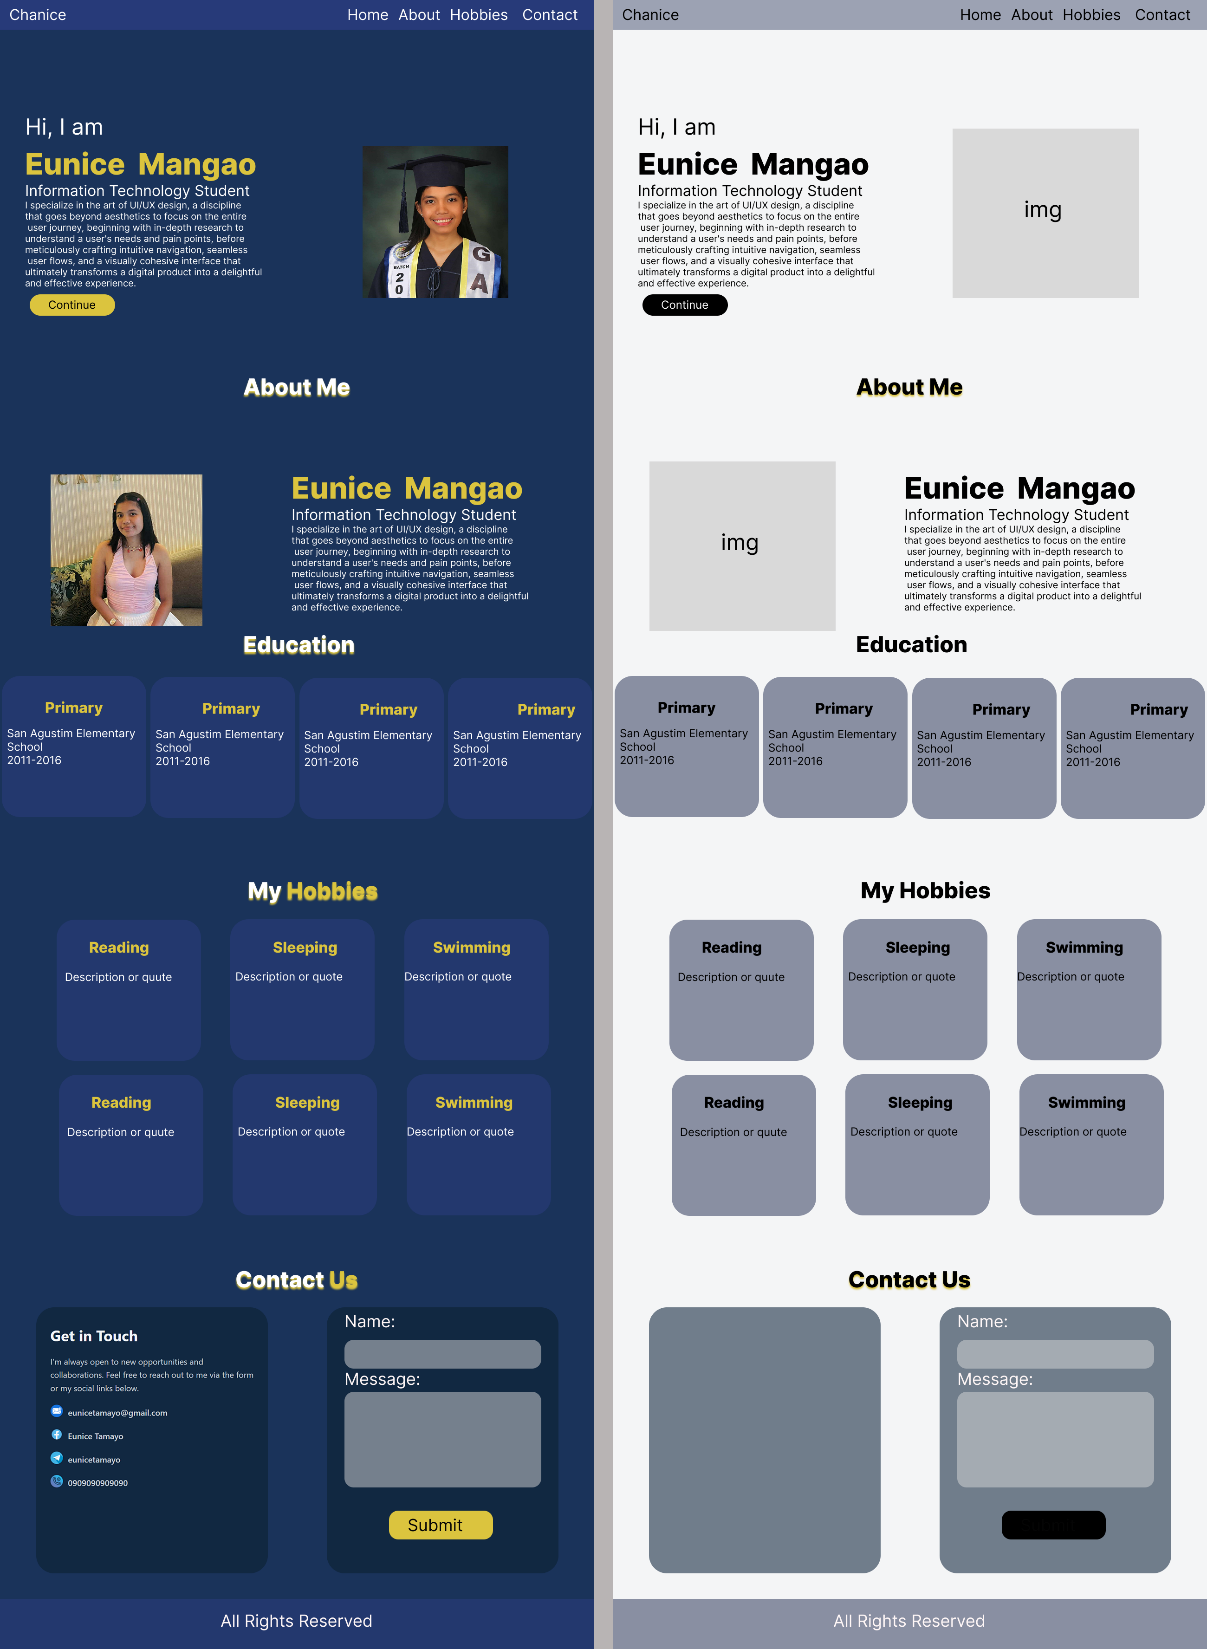 Chanice
Home About Hobbies Contact
Hi, I am
Eunice Mangao
Information Technology Student
I specialize in the art of UI/UX design, a discipline
that goes beyond aesthetics to focus on the entire
user journey, beginning with in-depth research to
understand a user's needs and pain points, before
meticulously crafting intuitive navigation, seamless
user flows, and a visually cohesive interface that
ultimately transforms a digital product into a delightful
and effective experience.
Continue
BATCH
20
GA
About Me
CAFE
Eunice Mangao
Information Technology Student
I specialize in the art of UI/UX design, a discipline
that goes beyond aesthetics to focus on the entire
user journey, beginning with in-depth research to
understand a user's needs and pain points, before
meticulously crafting intuitive navigation, seamless
user flows, and a visually cohesive interface that
ultimately transforms a digital product into a delightful
and effective experience.
Education
Primary
San Agustim Elementary
School
2011-2016
Primary
San Agustim Elementary
School
2011-2016
Primary
San Agustim Elementary
School
2011-2016
Primary
San Agustim Elementary
School
2011-2016
My Hobbies
Reading
Description or quute
Sleeping
Description or quote
Swimming
Description or quote
Reading
Description or quute
Sleeping
Description or quote
Swimming
Description or quote
Contact Us
Get in Touch
I'm always open to new opportunities and
collaborations. Feel free to reach out to me via the form
or my social links below.
eunicetamayo@gmail.com
Eunice Tamayo
eunicetamayo
0909090909090
Name:
Message:
Submit
All Rights Reserved
Chanice
Home About Hobbies Contact
Hi, I am
Eunice Mangao
Information Technology Student
I specialize in the art of UI/UX design, a discipline
that goes beyond aesthetics to focus on the entire
user journey, beginning with in-depth research to
understand a user's needs and pain points, before
meticulously crafting intuitive navigation, seamless
user flows, and a visually cohesive interface that
ultimately transforms a digital product into a delightful
and effective experience.
Continue
img
About Me
img
Eunice Mangao
Information Technology Student
I specialize in the art of UI/UX design, a discipline
that goes beyond aesthetics to focus on the entire
user journey, beginning with in-depth research to
understand a user's needs and pain points, before
meticulously crafting intuitive navigation, seamless
user flows, and a visually cohesive interface that
ultimately transforms a digital product into a delightful
and effective experience.
Education
Primary
San Agustim Elementary
School
2011-2016
Primary
San Agustim Elementary
School
2011-2016
Primary
San Agustim Elementary
School
2011-2016
Primary
San Agustim Elementary
School
2011-2016
My Hobbies
Reading
Description or quute
Sleeping
Description or quote
Swimming
Description or quote
Reading
Description or quute
Sleeping
Description or quote
Swimming
Description or quote
Contact Us
Name:
Message:
All Rights Reserved